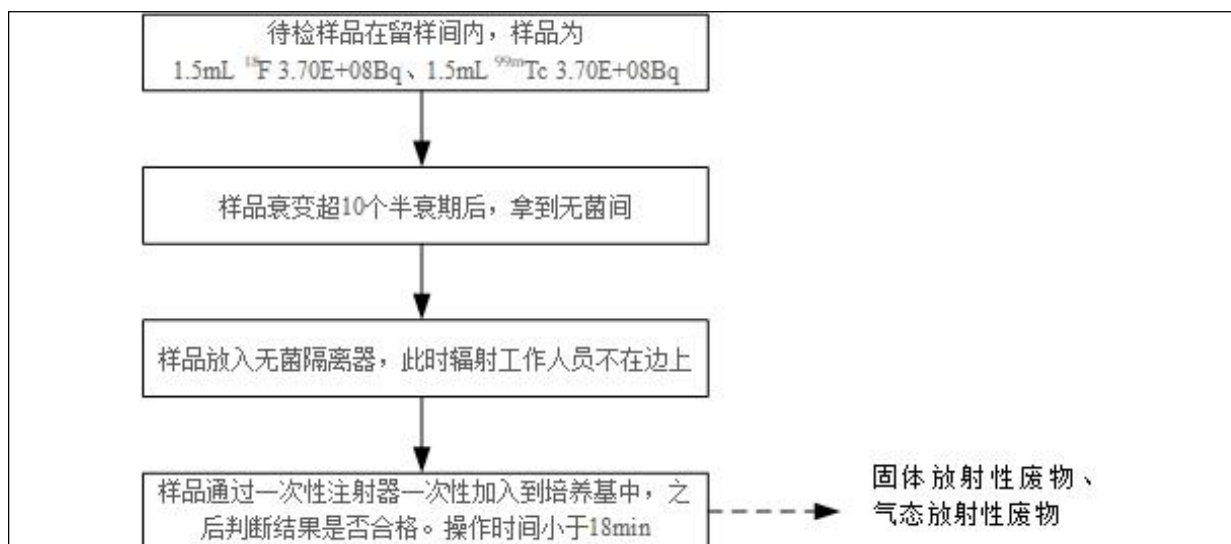 待检样品在留样间内，样品为
1.5mL ¹⁸F 3.70E+08Bq、1.5mL ⁹⁹ᵐTc 3.70E+08Bq
样品衰变超10个半衰期后，拿到无菌间
样品放入无菌隔离器，此时辐射工作人员不在边上
样品通过一次性注射器一次性加入到培养基中，之
后判断结果是否合格。操作时间小于18min
固体放射性废物、
气态放射性废物